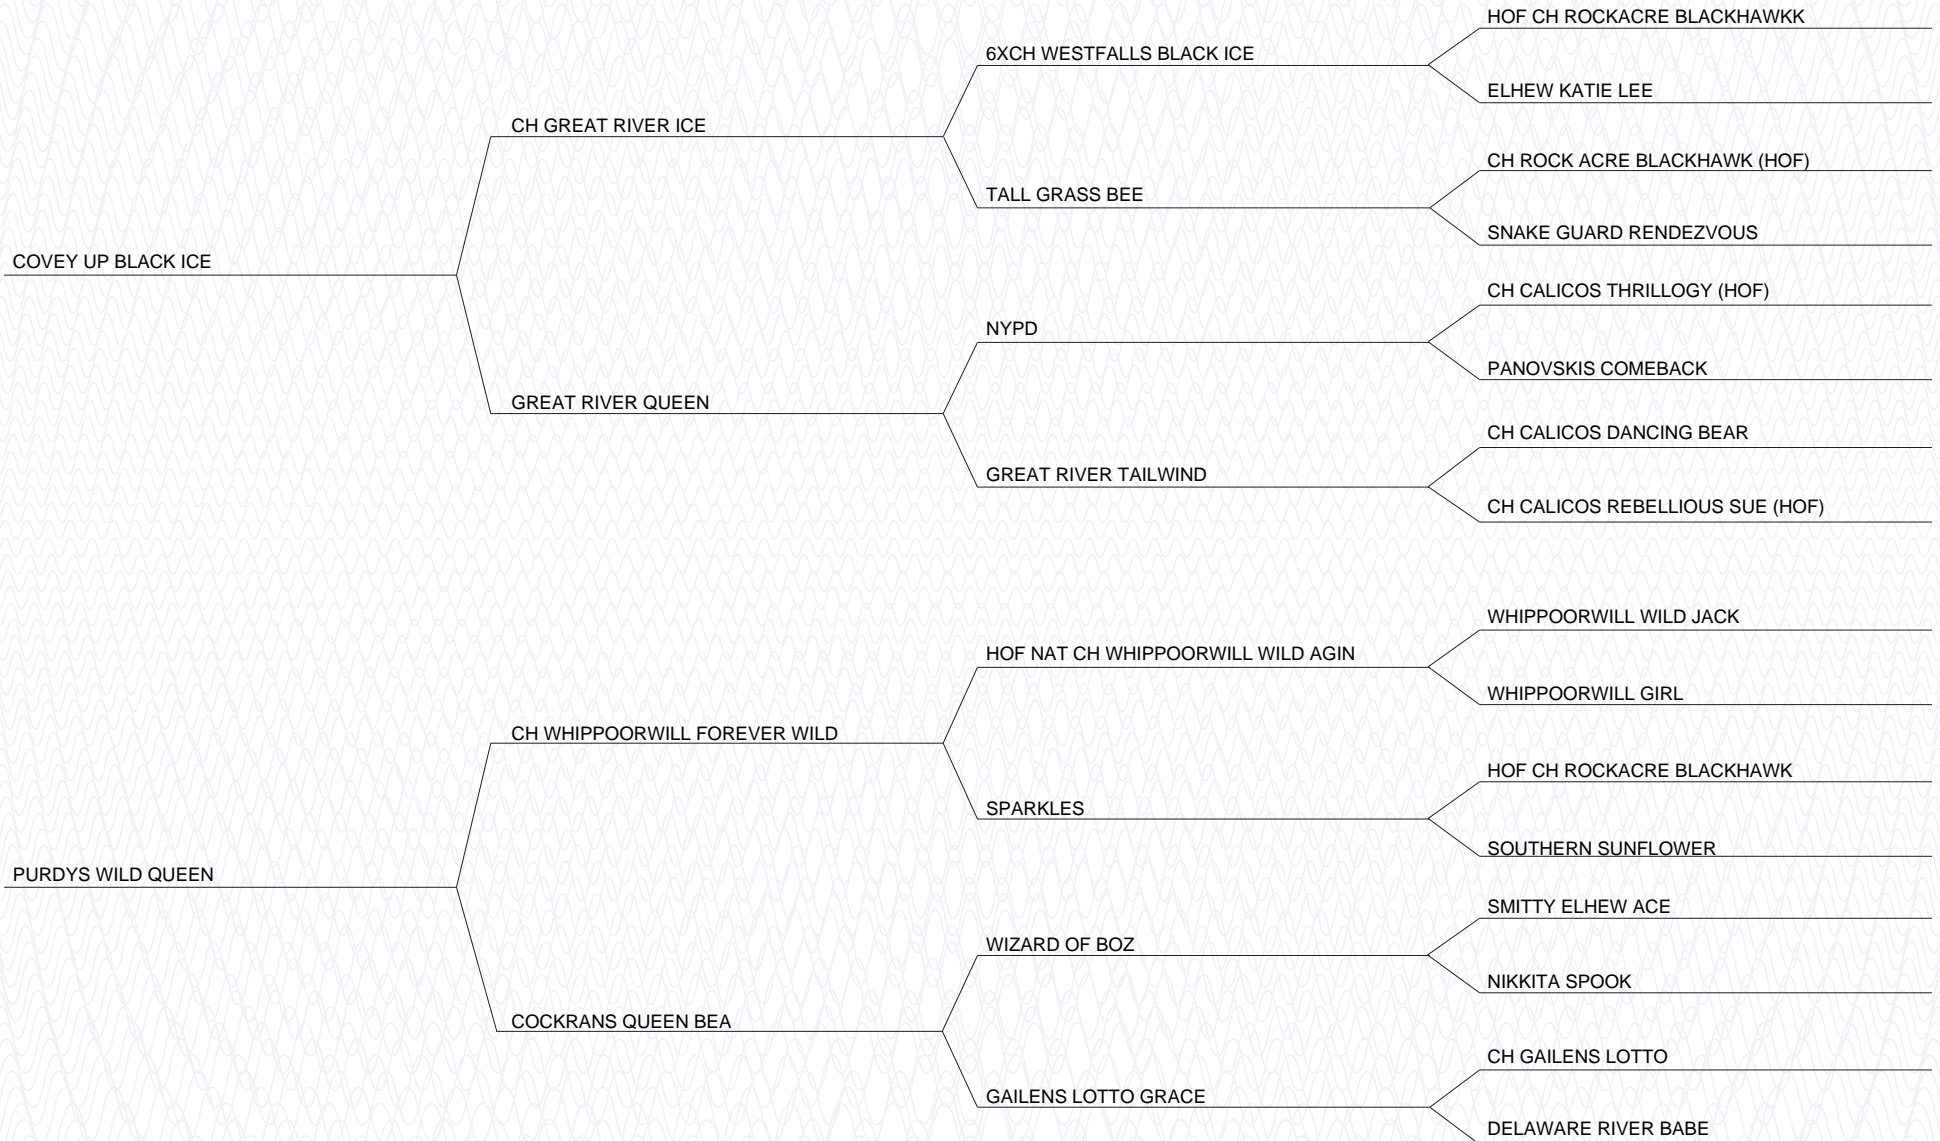 HOF CH ROCKACRE BLACKHAWKK
6XCH WESTFALLS BLACK ICE
ELHEW KATIE LEE
CH GREAT RIVER ICE
CH ROCK ACRE BLACKHAWK (HOF)
TALL GRASS BEE
SNAKE GUARD RENDEZVOUS
COVEY UP BLACK ICE
CH CALICOS THRILLOGY (HOF)
NYPD
PANOVSKIS COMEBACK
GREAT RIVER QUEEN
CH CALICOS DANCING BEAR
GREAT RIVER TAILWIND
CH CALICOS REBELLIOUS SUE (HOF)
WHIPPOORWILL WILD JACK
HOF NAT CH WHIPPOORWILL WILD AGIN
WHIPPOORWILL GIRL
CH WHIPPOORWILL FOREVER WILD
HOF CH ROCKACRE BLACKHAWK
SPARKLES
SOUTHERN SUNFLOWER
PURDYS WILD QUEEN
SMITTY ELHEW ACE
WIZARD OF BOZ
NIKKITA SPOOK
COCKRANS QUEEN BEA
CH GAILENS LOTTO
GAILENS LOTTO GRACE
DELAWARE RIVER BABE